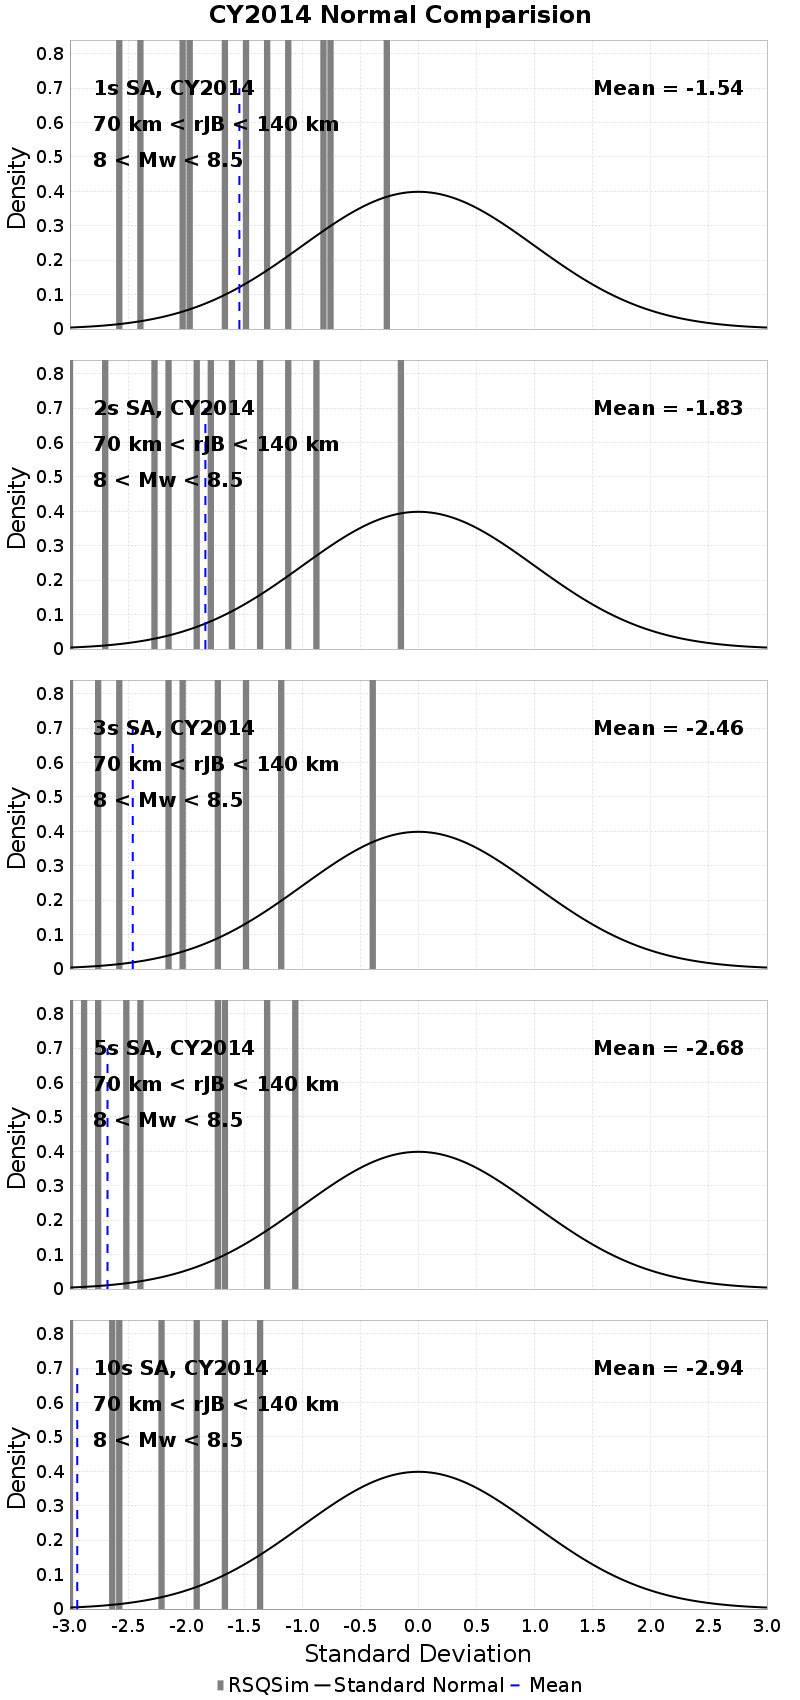 CY2014 Normal Comparision
0.8
0.7
0.6
0.5
0.4
0.3
0.2
0.1
0
Density
1s SA, CY2014
70 km < rJB < 140 km
8 < Mw < 8.5
Mean = -1.54
0.8
0.7
0.6
0.5
0.4
0.3
0.2
0.1
0
Density
2s SA, CY2014
70 km < rJB < 140 km
8 < Mw < 8.5
Mean = -1.83
0.8
0.7
0.6
0.5
0.4
0.3
0.2
0.1
0
Density
3s SA, CY2014
70 km < rJB < 140 km
8 < Mw < 8.5
Mean = -2.46
0.8
0.7
0.6
0.5
0.4
0.3
0.2
0.1
0
Density
5s SA, CY2014
70 km < rJB < 140 km
8 < Mw < 8.5
Mean = -2.68
0.8
0.7
0.6
0.5
0.4
0.3
0.2
0.1
0
Density
10s SA, CY2014
70 km < rJB < 140 km
8 < Mw < 8.5
Mean = -2.94
-3.0 -2.5 -2.0 -1.5 -1.0 -0.5 0.0 0.5 1.0 1.5 2.0 2.5 3.0
Standard Deviation
RSQSim Standard Normal Mean